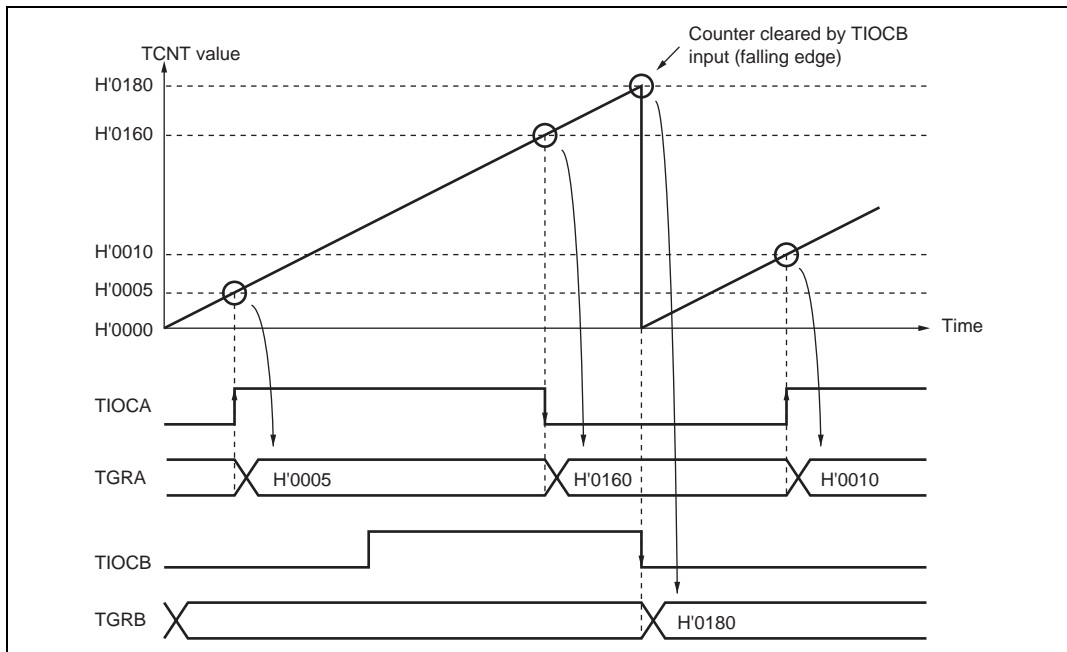 Counter cleared by TIOCB
input (falling edge)
TCNT value
H'0180
H'0160
H'0010
H'0005
H'0000
Time
TIOCA
TGRA
H'0005
H'0160
H'0010
TIOCB
TGRB
H'0180